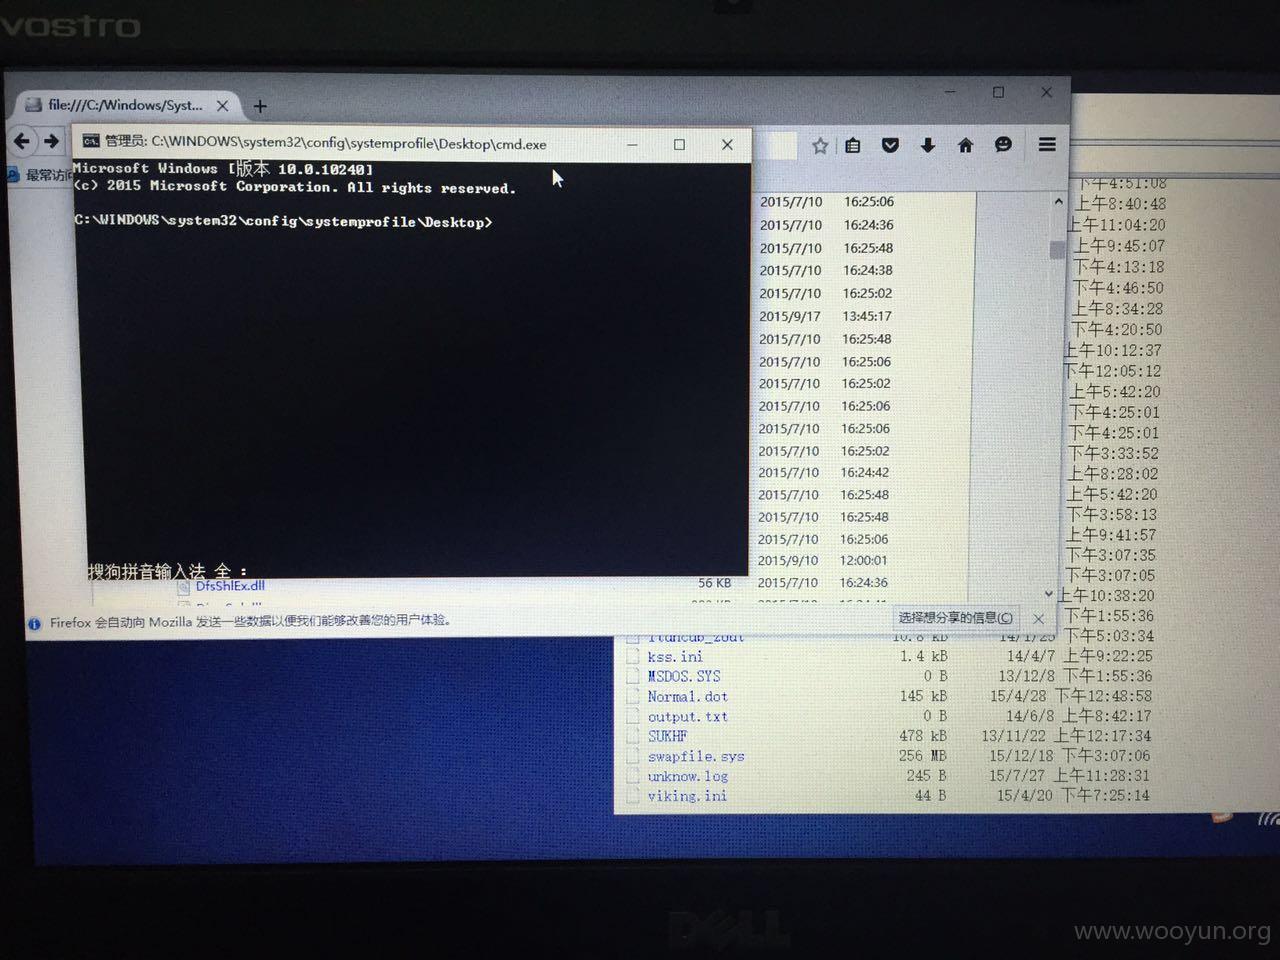 vostro
file:///C:/Windows/Syst...
管理员: C:\WINDOWS\system32\config\systemprofile\Desktop\cmd.exe
最常访问
Microsoft Windows [版本 10.0.10240]
(c) 2015 Microsoft Corporation. All rights reserved.
C:\WINDOWS\system32\config\systemprofile\Desktop>
搜狗拼音输入法 全 :
2015/7/10 16:25:06
2015/7/10 16:24:36
2015/7/10 16:25:48
2015/7/10 16:24:38
2015/7/10 16:25:02
2015/9/17 13:45:17
2015/7/10 16:25:48
2015/7/10 16:25:06
2015/7/10 16:25:02
2015/7/10 16:25:06
2015/7/10 16:25:06
2015/7/10 16:25:02
2015/7/10 16:24:42
2015/7/10 16:25:48
2015/7/10 16:25:48
2015/7/10 16:25:06
2015/9/10 12:00:01
DfsShlEx.dll 56 KB 2015/7/10 16:24:36
Firefox 会自动向 Mozilla 发送一些数据以便我们能够改善您的用户体验。
选择想分享的信息(C)
下午4:51:08
上午8:40:48
上午11:04:20
上午9:45:07
下午4:13:18
下午4:46:50
上午8:34:28
下午4:20:50
上午10:12:37
下午12:05:12
上午5:42:20
下午4:25:01
下午4:25:01
下午3:33:52
上午8:28:02
上午5:42:20
下午3:58:13
上午9:41:57
下午3:07:35
下午3:07:05
上午10:38:20
下午1:55:36
下午5:03:34
kss.ini 1.4 kB 14/4/7 上午9:22:25
MSDOS.SYS 0 B 13/12/8 下午1:55:36
Normal.dot 145 kB 15/4/28 下午12:48:58
output.txt 0 B 14/6/8 上午8:42:17
SUKHF 478 kB 13/11/22 上午12:17:34
swapfile.sys 256 MB 15/12/18 下午3:07:06
unknow.log 245 B 15/7/27 上午11:28:31
viking.ini 44 B 15/4/20 下午7:25:14
DELL
www.wooyun.org